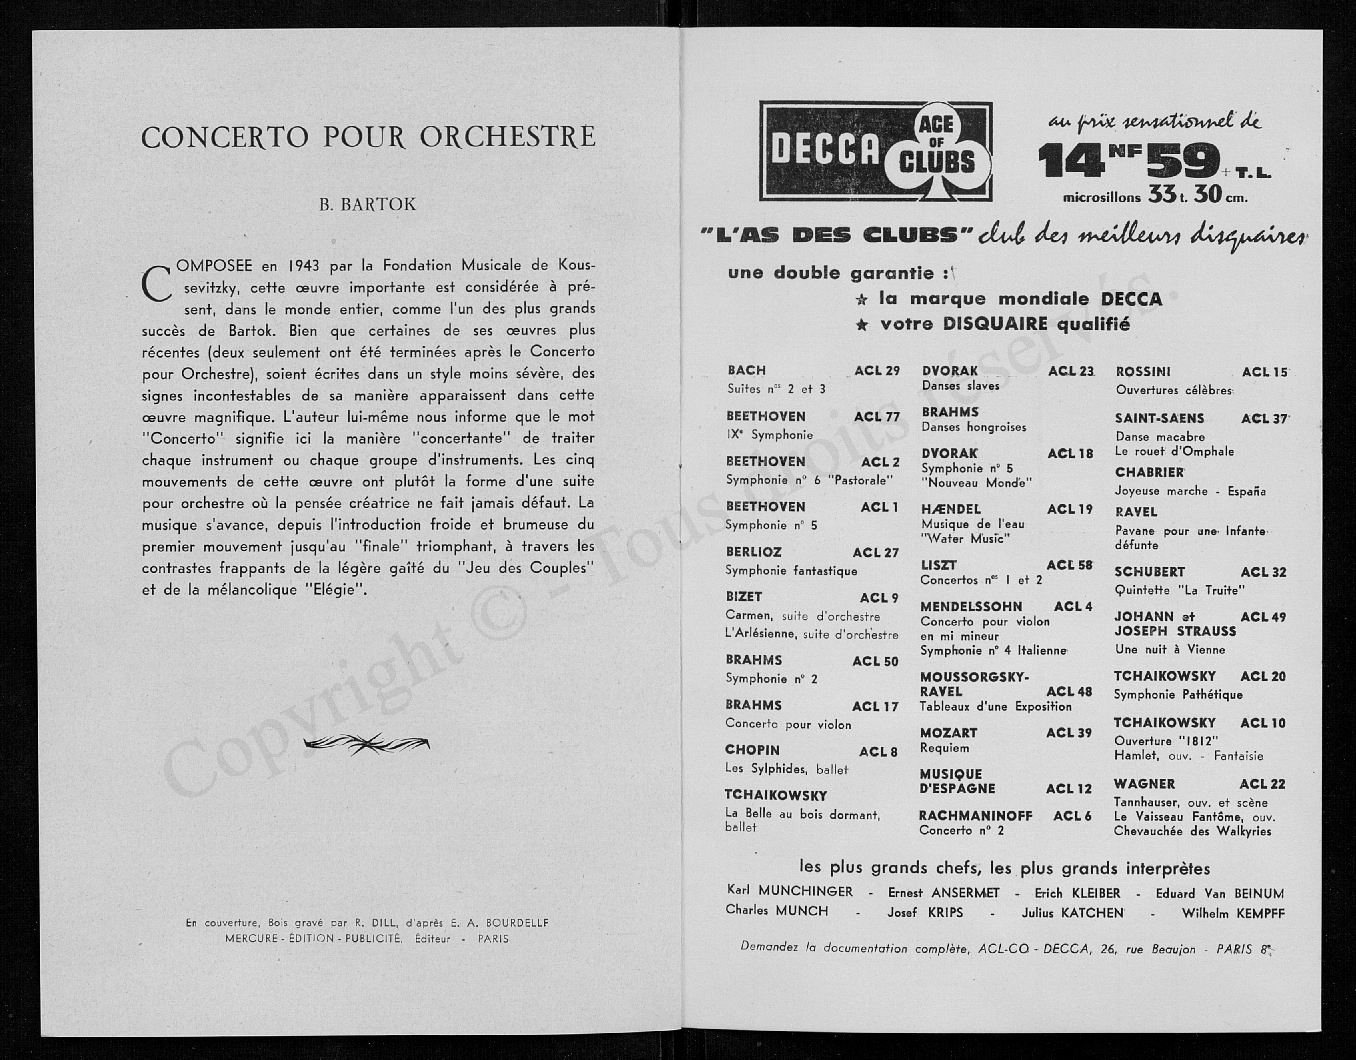 CONCERTO POUR ORCHESTRE
B. BARTOK
COMPOSEE en 1943 par la Fondation Musicale de Kous-
sevitzky, cette œuvre importante est considérée à pré-
sent, dans le monde entier, comme l'un des plus grands
succès de Bartok. Bien que certaines de ses œuvres plus
récentes (deux seulement ont été terminées après le Concerto
pour Orchestre), soient écrites dans un style moins sévère, des
signes incontestables de sa manière apparaissent dans cette
œuvre magnifique. L'auteur lui-même nous informe que le mot
"Concerto" signifie ici la manière "concertante" de traiter
chaque instrument ou chaque groupe d'instruments. Les cinq
mouvements de cette œuvre ont plutôt la forme d'une suite
pour orchestre où la pensée créatrice ne fait jamais défaut. La
musique s'avance, depuis l'introduction froide et brumeuse du
premier mouvement jusqu'au "finale" triomphant, à travers les
contrastes frappants de la légère gaîté du "Jeu des Couples"
et de la mélancolique "Elégie".
En couverture, Bois gravé par R. DILL, d'après E. A. BOURDELLE
MERCURE - ÉDITION - PUBLICITÉ, Éditeur - PARIS
DECCA ACE OF CLUBS
au prix sensationnel de
14 NF 59 + T.L.
microsillons 33 t. 30 cm.
"L'AS DES CLUBS" club des meilleurs disquaires
une double garantie :
★ la marque mondiale DECCA
★ votre DISQUAIRE qualifié
BACH ACL 29
Suites nos 2 et 3
BEETHOVEN ACL 77
IXe Symphonie
BEETHOVEN ACL 2
Symphonie n° 6 "Pastorale"
BEETHOVEN ACL 1
Symphonie n° 5
BERLIOZ ACL 27
Symphonie fantastique
BIZET ACL 9
Carmen, suite d'orchestre
L'Arlésienne, suite d'orchestre
BRAHMS ACL 50
Symphonie n° 2
BRAHMS ACL 17
Concerto pour violon
CHOPIN ACL 8
Les Sylphides, ballet
TCHAIKOWSKY
La Belle au bois dormant,
ballet
DVORAK ACL 23
Danses slaves
BRAHMS
Danses hongroises
DVORAK ACL 18
Symphonie n° 5
"Nouveau Monde"
HÆNDEL ACL 19
Musique de l'eau
"Water Music"
LISZT ACL 58
Concertos nos 1 et 2
MENDELSSOHN ACL 4
Concerto pour violon
en mi mineur
Symphonie n° 4 Italienne
MOUSSORGSKY-
RAVEL ACL 48
Tableaux d'une Exposition
MOZART ACL 39
Requiem
MUSIQUE
D'ESPAGNE ACL 12
RACHMANINOFF ACL 6
Concerto n° 2
ROSSINI ACL 15
Ouvertures célèbres
SAINT-SAENS ACL 37
Danse macabre
Le rouet d'Omphale
CHABRIER
Joyeuse marche - España
RAVEL
Pavane pour une Infante
défunte
SCHUBERT ACL 32
Quintette "La Truite"
JOHANN et ACL 49
JOSEPH STRAUSS
Une nuit à Vienne
TCHAIKOWSKY ACL 20
Symphonie Pathétique
TCHAIKOWSKY ACL 10
Ouverture "1812"
Hamlet, ouv. - Fantaisie
WAGNER ACL 22
Tannhauser, ouv. et scène
Le Vaisseau Fantôme, ouv.
Chevauchée des Walkyries
les plus grands chefs, les plus grands interprètes
Karl MUNCHINGER - Ernest ANSERMET - Erich KLEIBER - Eduard Van BEINUM
Charles MUNCH - Josef KRIPS - Julius KATCHEN - Wilhelm KEMPFF
Demandez la documentation complète, ACL-CO - DECCA, 26, rue Beaujon - PARIS 8e
Copyright © - Tous droits réservés.